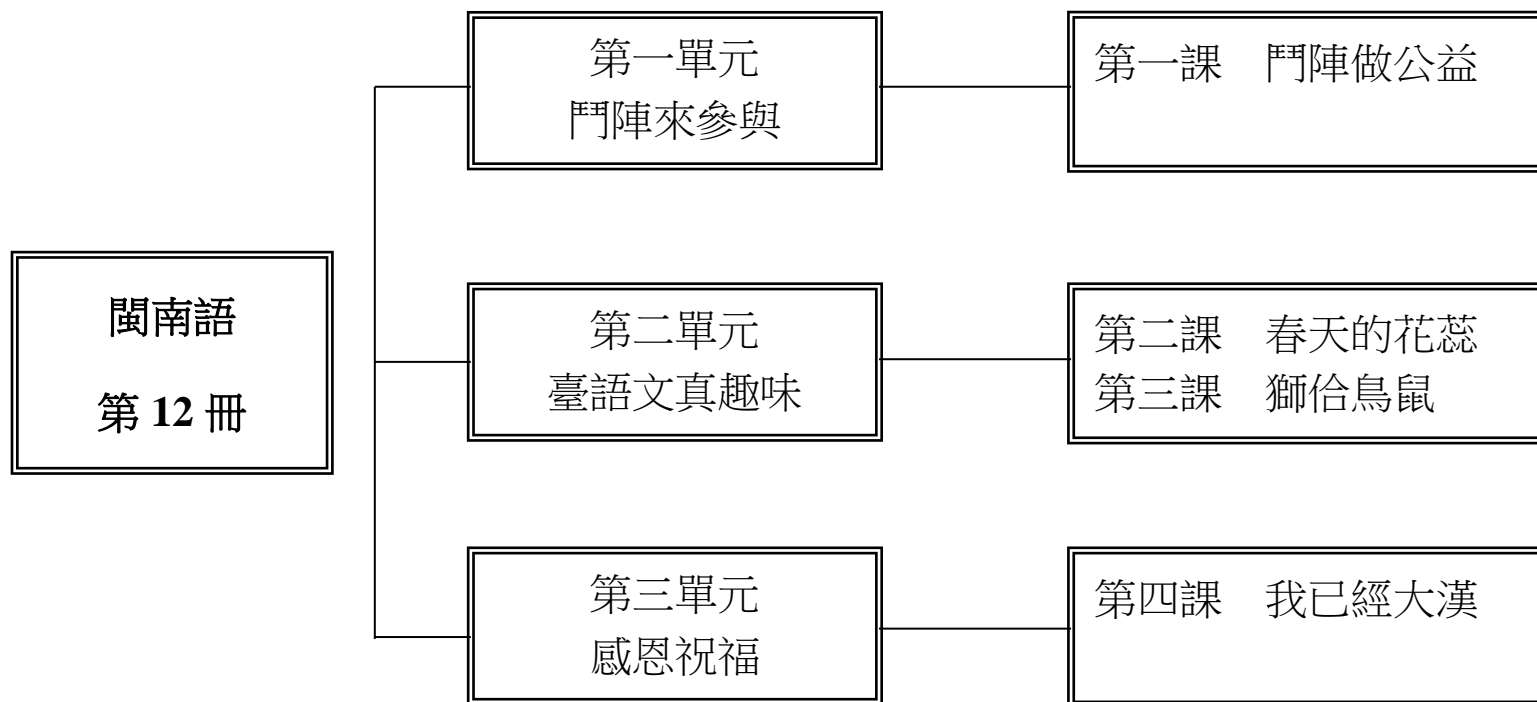 閩南語
第 12 冊
第一單元
鬥陣來參與
第一課　鬥陣做公益
第二單元
臺語文真趣味
第二課　春天的花蕊
第三課　獅佮鳥鼠
第三單元
感恩祝福
第四課　我已經大漢